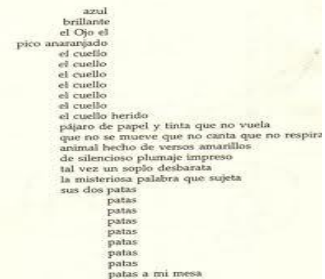 azul
brillante
el Ojo el
pico anaranjado
el cuello
el cuello
el cuello
el cuello
el cuello
el cuello
el cuello herido
pájaro de papel y tinta que no vuela
que no se mueve que no canta que no respira
animal hecho de versos amarillos
de silencioso plumaje impreso
tal vez un soplo desbarata
la misteriosa palabra que sujeta
sus dos patas
patas
patas
patas
patas
patas
patas
patas
patas a mi mesa